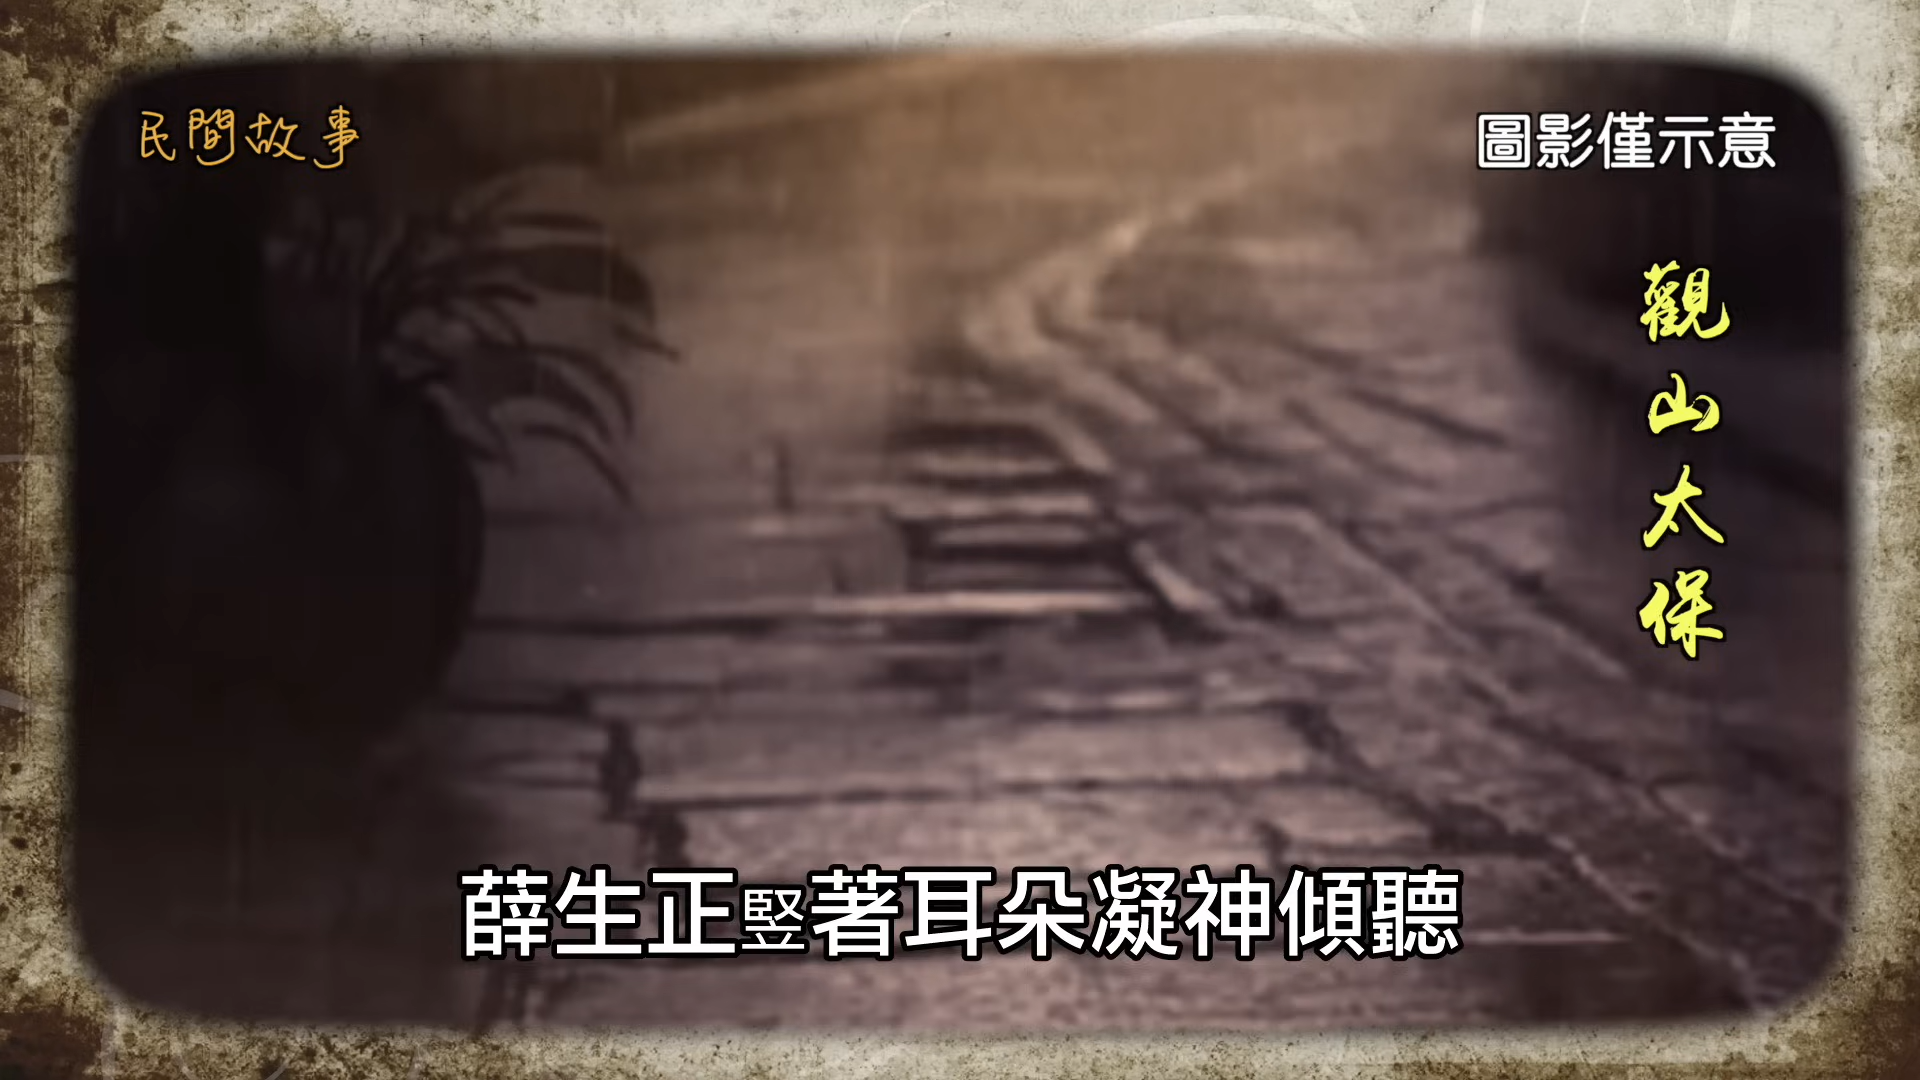 民間故事
圖影僅示意
觀山太保
薛生正竪著耳朵凝神傾聽